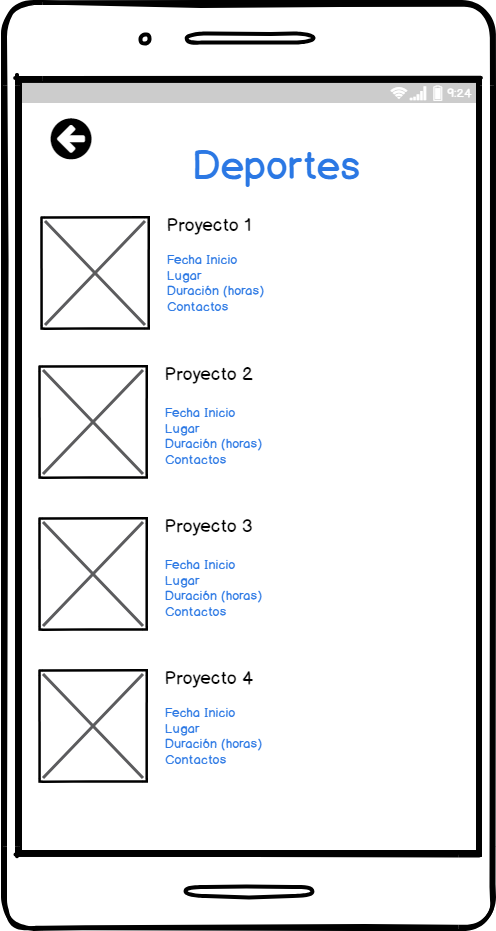 9:24
Deportes
Proyecto 1
Fecha Inicio
Lugar
Duración (horas)
Contactos
Proyecto 2
Fecha Inicio
Lugar
Duración (horas)
Contactos
Proyecto 3
Fecha Inicio
Lugar
Duración (horas)
Contactos
Proyecto 4
Fecha Inicio
Lugar
Duración (horas)
Contactos